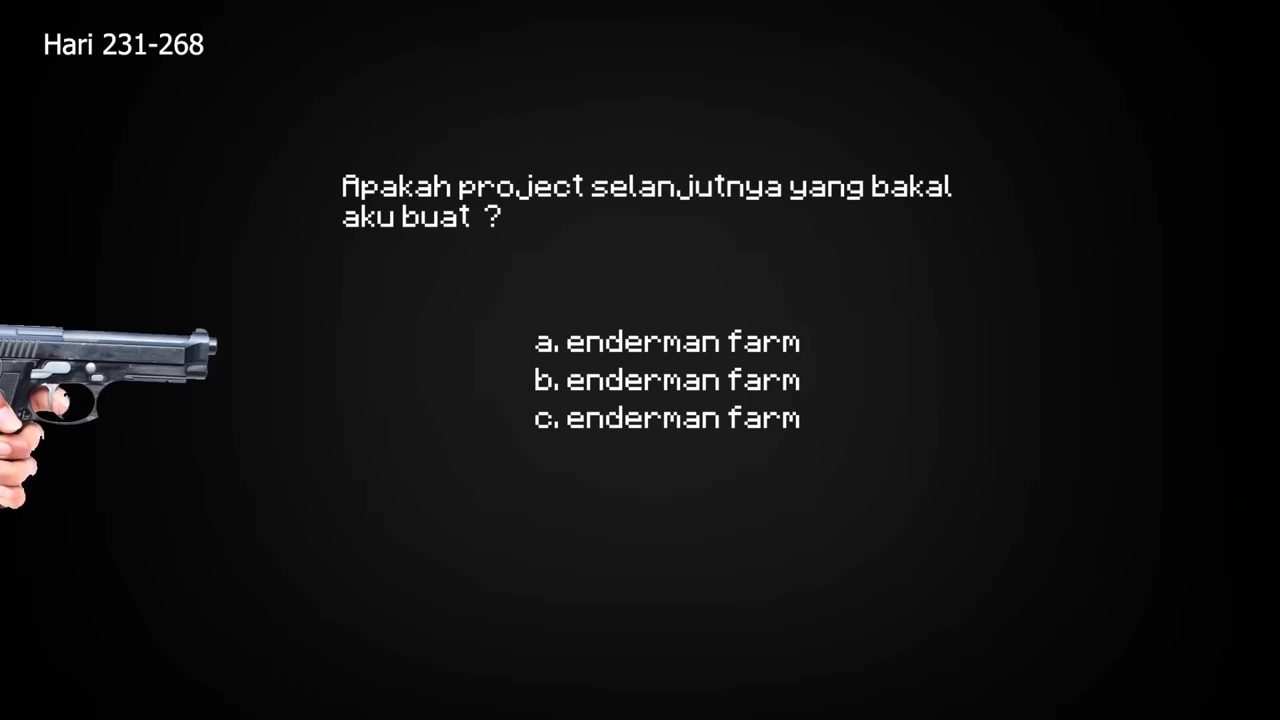 Hari 231-268
Apakah project selanjutnya yang bakal
aku buat ?
a. enderman farm
b. enderman farm
c. enderman farm